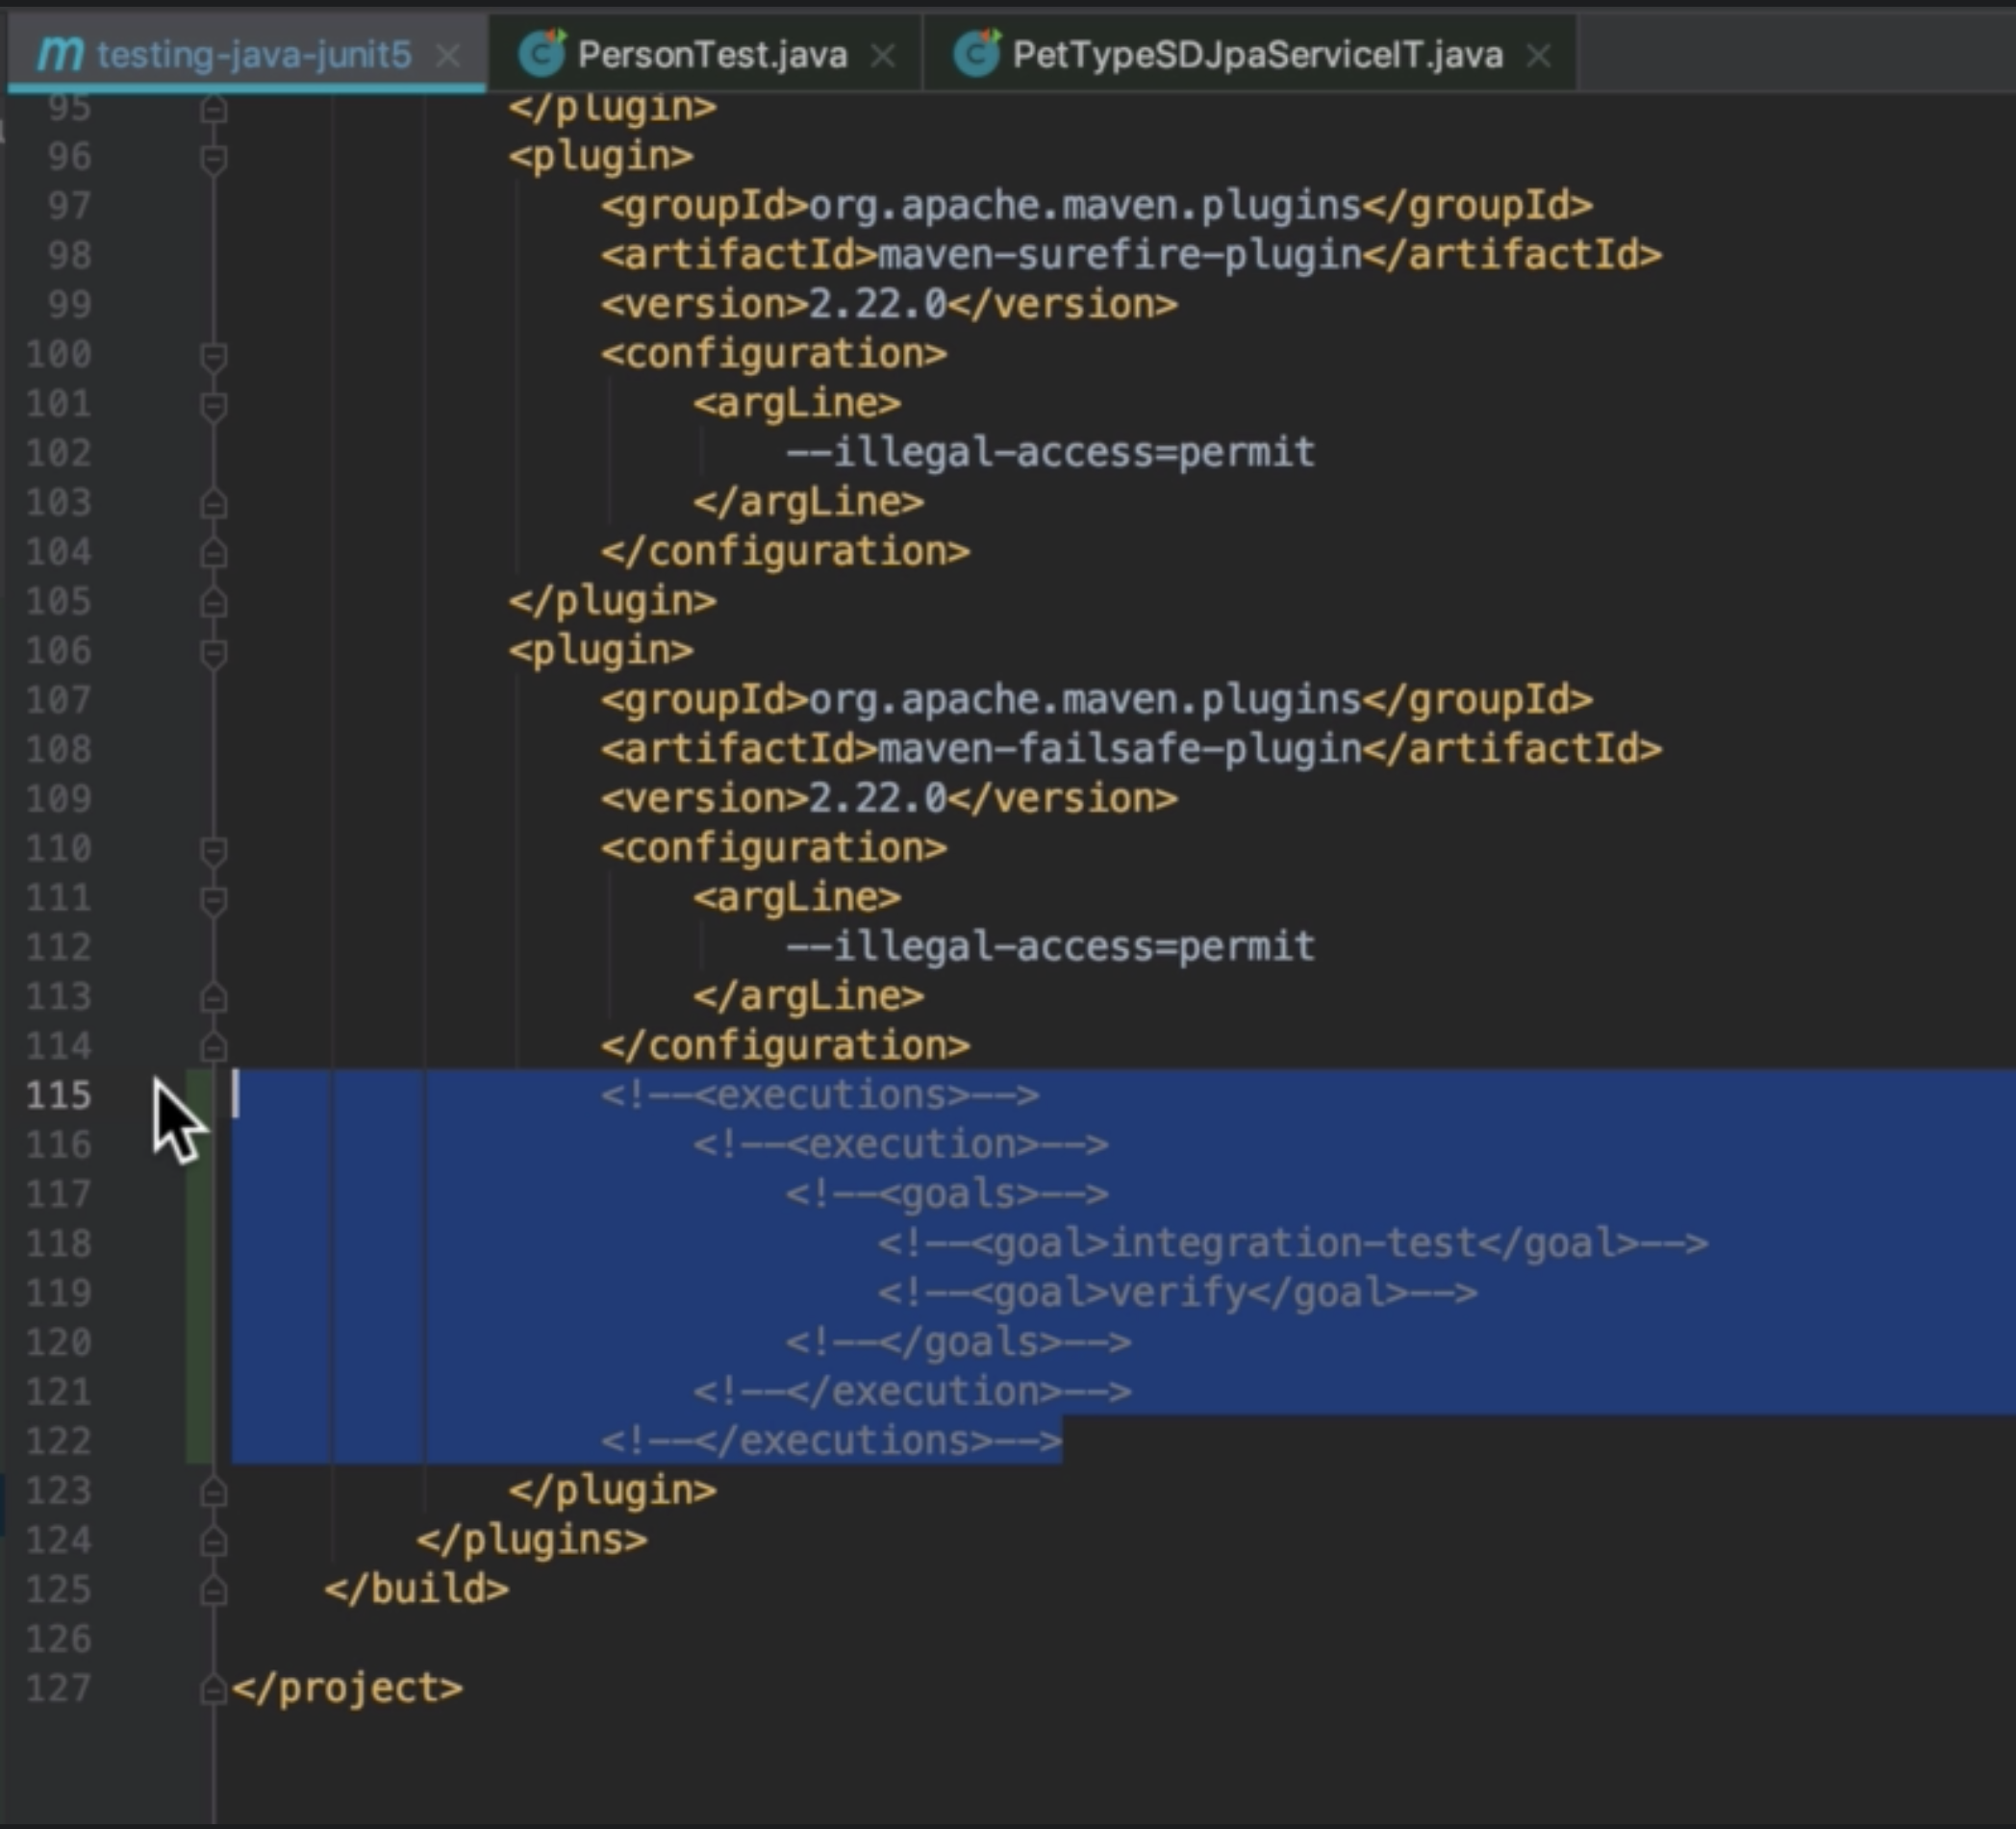 testing-java-junit5 PersonTest.java PetTypeSDJpaServiceIT.java
95 </plugin>
96 <plugin>
97 <groupId>org.apache.maven.plugins</groupId>
98 <artifactId>maven-surefire-plugin</artifactId>
99 <version>2.22.0</version>
100 <configuration>
101 <argLine>
102 --illegal-access=permit
103 </argLine>
104 </configuration>
105 </plugin>
106 <plugin>
107 <groupId>org.apache.maven.plugins</groupId>
108 <artifactId>maven-failsafe-plugin</artifactId>
109 <version>2.22.0</version>
110 <configuration>
111 <argLine>
112 --illegal-access=permit
113 </argLine>
114 </configuration>
115 <!--<executions>-->
116 <!--<execution>-->
117 <!--<goals>-->
118 <!--<goal>integration-test</goal>-->
119 <!--<goal>verify</goal>-->
120 <!--</goals>-->
121 <!--</execution>-->
122 <!--</executions>-->
123 </plugin>
124 </plugins>
125 </build>
126
127 </project>